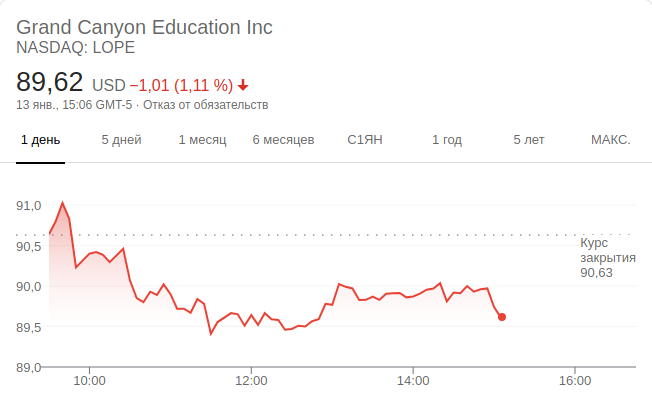 Grand Canyon Education Inc
NASDAQ: LOPE
89,62 USD −1,01 (1,11 %)
13 янв., 15:06 GMT-5 · Отказ от обязательств
1 день 5 дней 1 месяц 6 месяцев С1ЯН 1 год 5 лет МАКС.
91,0
90,5
90,0
89,5
89,0
Курс
закрытия
90,63
10:00 12:00 14:00 16:00